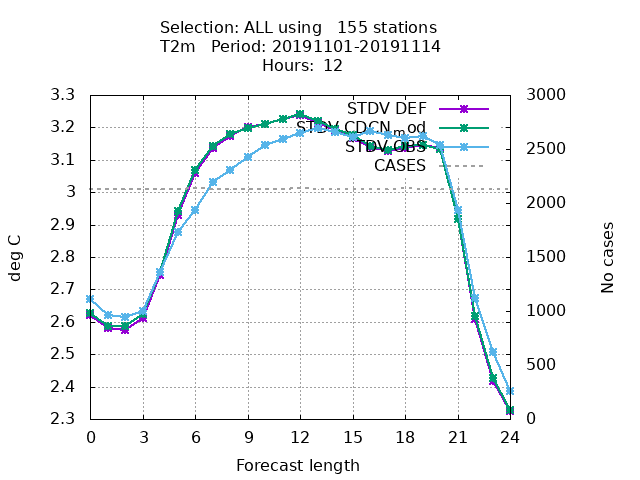 Selection: ALL using   155 stations
T2m   Period: 20191101-20191114
Hours:  12
STDV DEF
STDV CDCN_mod
STDV OBS
CASES
3.3
3.2
3.1
3
2.9
2.8
2.7
2.6
2.5
2.4
2.3
deg C
3000
2500
2000
1500
1000
500
0
No cases
0 3 6 9 12 15 18 21 24
Forecast length